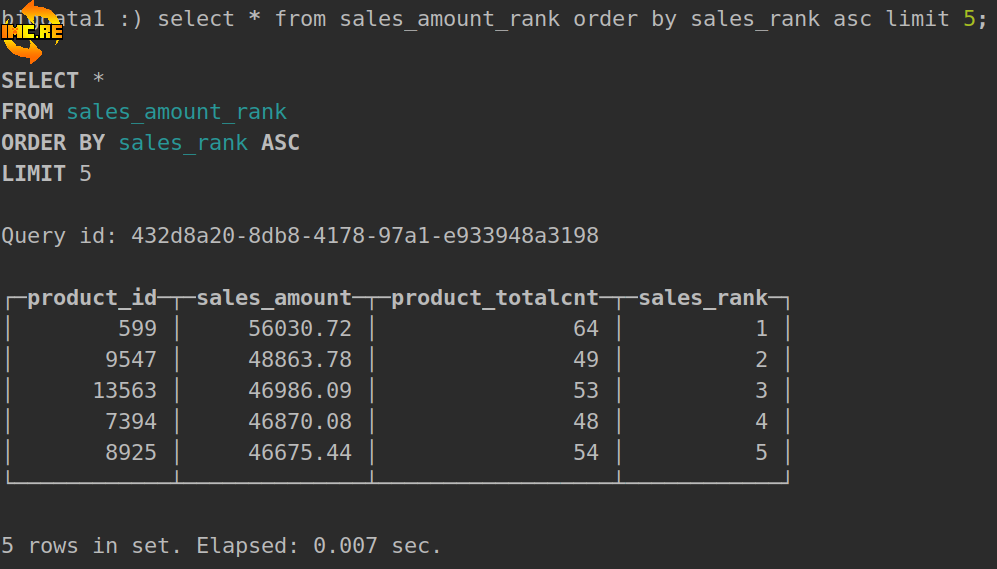 bigdata1 :) select * from sales_amount_rank order by sales_rank asc limit 5;
IMC.RE
SELECT *
FROM sales_amount_rank
ORDER BY sales_rank ASC
LIMIT 5
Query id: 432d8a20-8db8-4178-97a1-e933948a3198
product_id sales_amount product_totalcnt sales_rank
599 56030.72 64 1
9547 48863.78 49 2
13563 46986.09 53 3
7394 46870.08 48 4
8925 46675.44 54 5
5 rows in set. Elapsed: 0.007 sec.